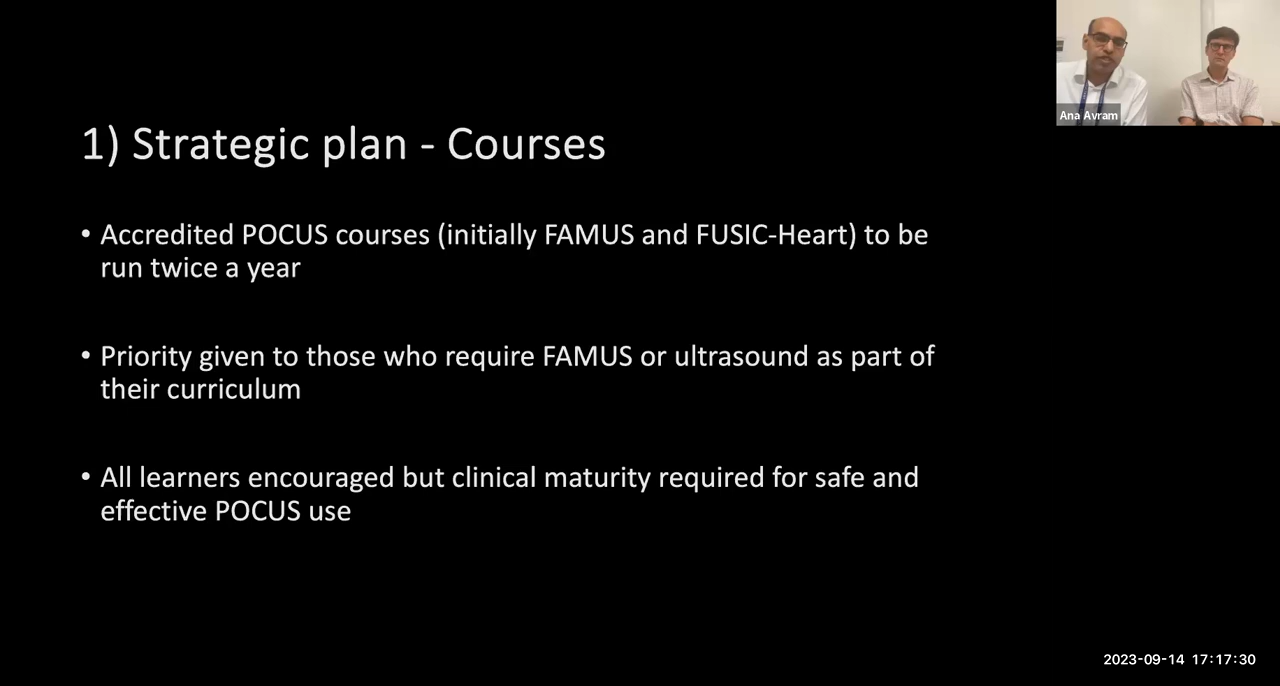 Ana Avram
1) Strategic plan - Courses
• Accredited POCUS courses (initially FAMUS and FUSIC-Heart) to be
run twice a year
• Priority given to those who require FAMUS or ultrasound as part of
their curriculum
• All learners encouraged but clinical maturity required for safe and
effective POCUS use
2023-09-14 17:17:30